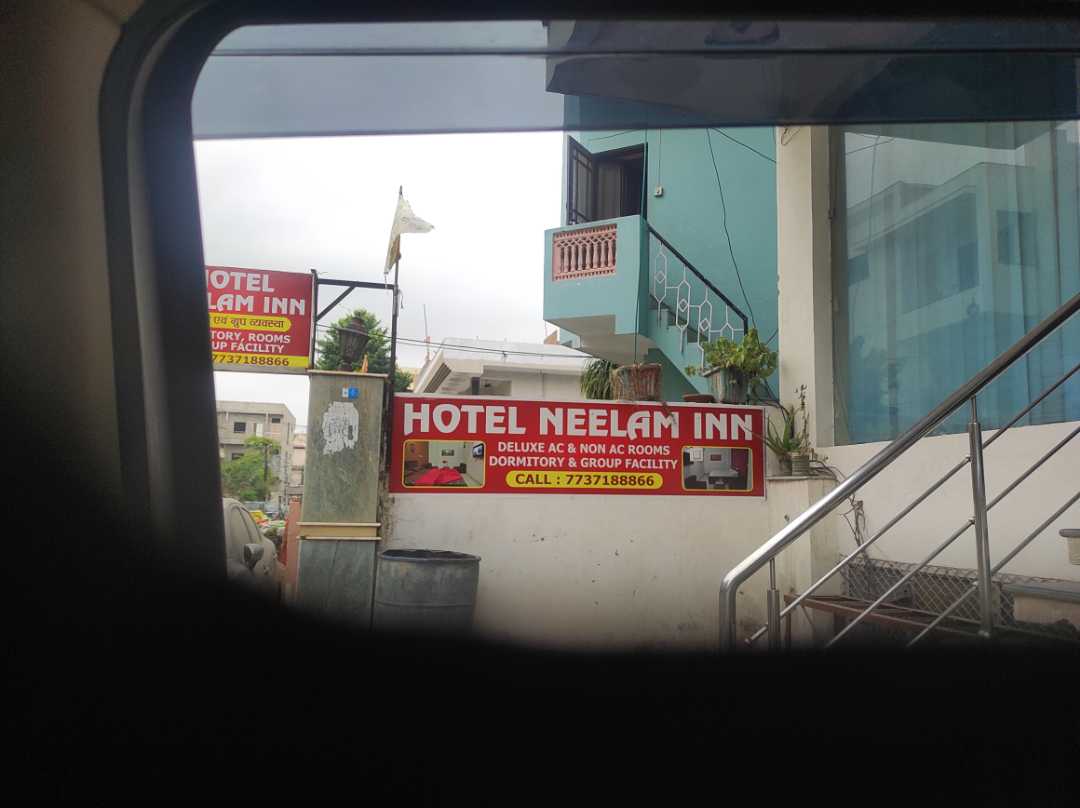 HOTEL
LAM INN
एवं ग्रुप व्यवस्था
TORY, ROOMS
UP FACILITY
7737188866
HOTEL NEELAM INN
DELUXE AC & NON AC ROOMS
DORMITORY & GROUP FACILITY
CALL : 7737188866